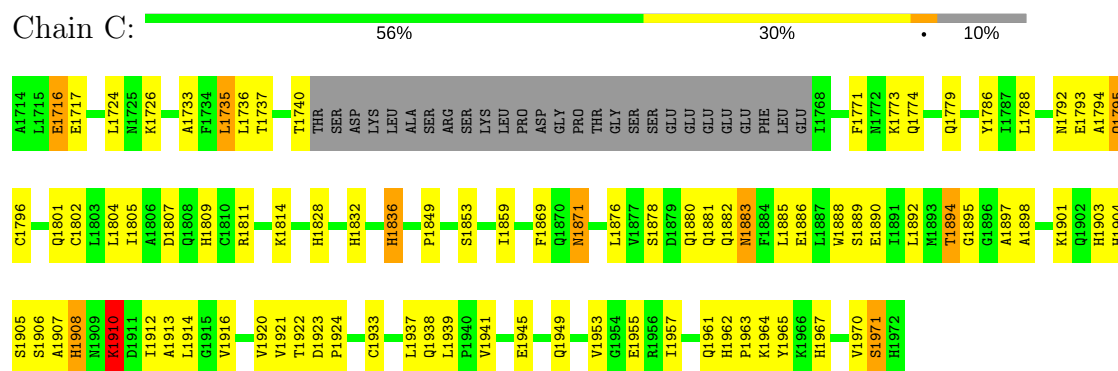 Chain C:
56% 30% • 10%
A1714 L1715 E1716 E1717 L1724 N1725 K1726 A1733 F1734 L1735 L1736 T1737 T1740 THR SER ASP LYS LEU ALA SER ARG SER LYS LEU PRO ASP GLY PRO THR GLY SER SER GLU GLU GLU GLU GLU PHE LEU GLU I1768 F1771 N1772 K1773 Q1774 Q1779 Y1786 I1787 L1788 N1792 E1793 A1794 Q1795
C1796 Q1801 C1802 L1803 L1804 I1805 A1806 D1807 Q1808 H1809 C1810 R1811 K1814 H1828 H1832 H1836 P1849 S1853 I1859 F1869 Q1870 N1871 L1876 V1877 S1878 D1879 Q1880 Q1881 Q1882 N1883 F1884 L1885 E1886 L1887 W1888 S1889 E1890 I1891 L1892 M1893 T1894 G1895 G1896 A1897 A1898 K1901 Q1902 H1903 H1904
S1905 S1906 A1907 H1908 N1909 K1910 D1911 I1912 A1913 L1914 G1915 V1916 V1920 V1921 T1922 D1923 P1924 C1933 L1937 Q1938 L1939 P1940 V1941 E1945 Q1949 V1953 G1954 E1955 R1956 I1957 Q1961 H1962 P1963 K1964 Y1965 K1966 H1967 V1970 S1971 H1972